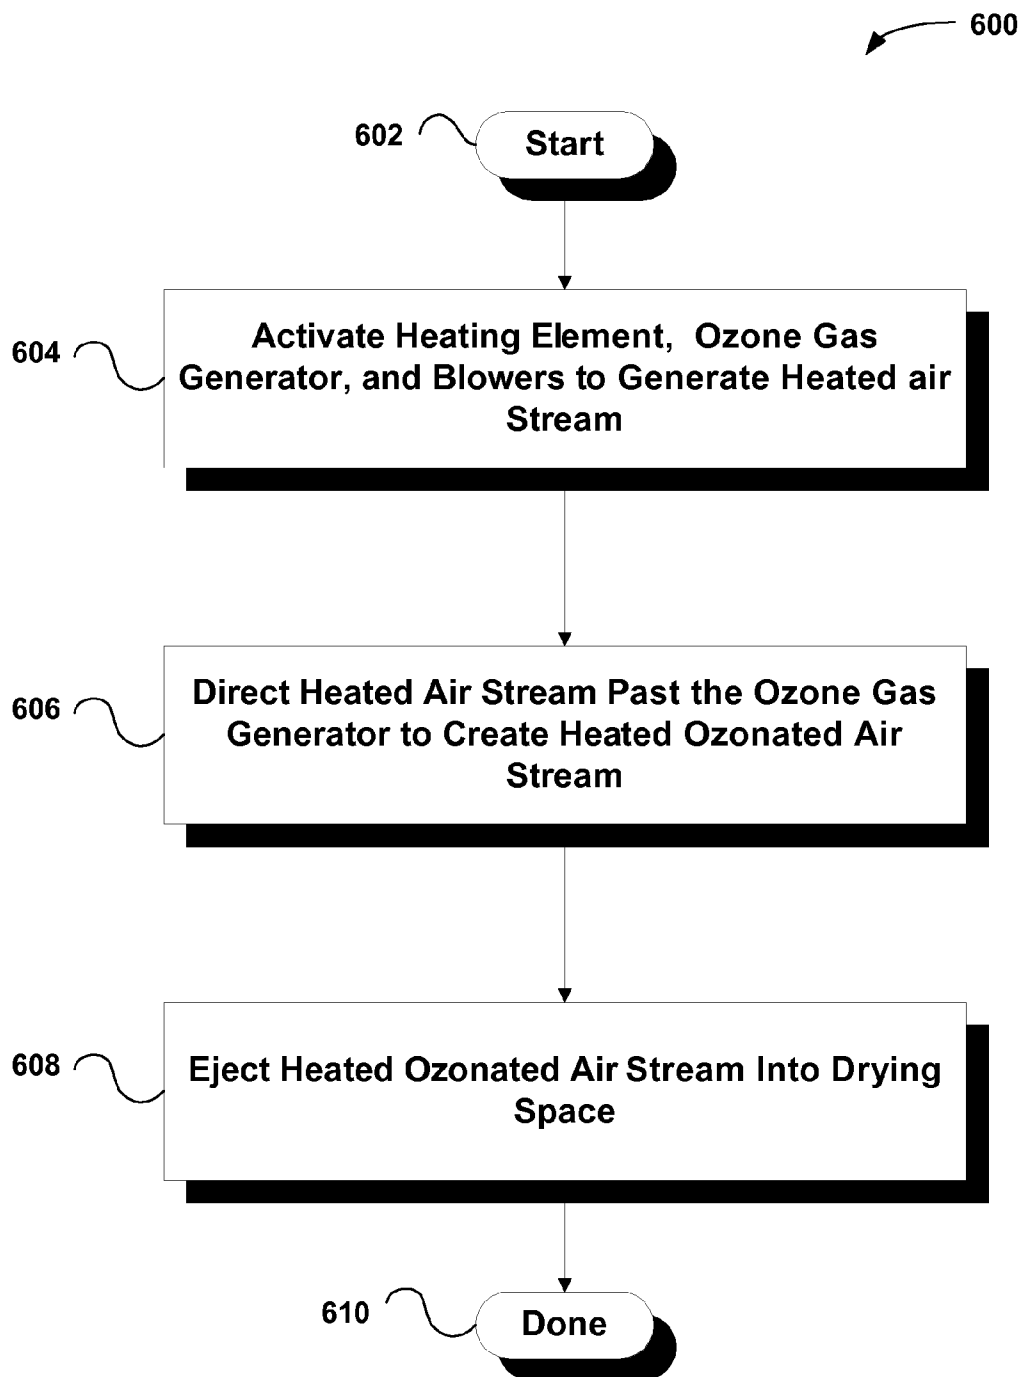 600
602
Start
604
Activate Heating Element, Ozone Gas
Generator, and Blowers to Generate Heated air
Stream
606
Direct Heated Air Stream Past the Ozone Gas
Generator to Create Heated Ozonated Air
Stream
608
Eject Heated Ozonated Air Stream Into Drying
Space
610
Done